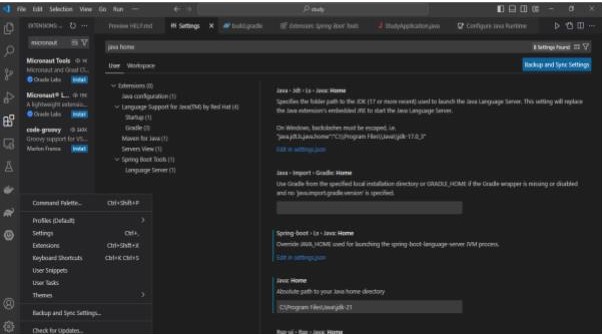 File Edit Selection View Go Run
study
EXTENSIONS:
Preview HELP.md
Settings
build.gradle
Extension: Spring Boot Tools
StudyApplication.java
Configure Java Runtime
micronaut
java home
8 Settings Found
Micronaut Tools
Micronaut and Graal
Oracle Labs Install
Micronaut® L...
A lightweight extensio...
Oracle Labs Install
code-groovy
Groovy support for VS...
Marlon Franca Install
User Workspace
Backup and Sync Settings
Extensions (8)
Java configuration (1)
Language Support for Java(TM) by Red Hat (4)
Startup (1)
Gradle (3)
Maven for Java (1)
Servers View (1)
Spring Boot Tools (1)
Language Server (1)
Java › Jdt › Ls › Java: Home
Specifies the folder path to the JDK (17 or more recent) used to launch the Java Language Server. This setting will replace
the Java extension's embedded JRE to start the Java Language Server.
On Windows, backslashes must be escaped, i.e.
"java.jdt.ls.java.home":"C:\\Program Files\\Java\\jdk-17.0_3"
Edit in settings.json
Java › Import › Gradle: Home
Use Gradle from the specified local installation directory or GRADLE_HOME if the Gradle wrapper is missing or disabled
and no 'java.import.gradle.version' is specified.
Spring-boot › Ls › Java: Home
Override JAVA_HOME used for launching the spring-boot-language-server JVM process.
Edit in settings.json
Java: Home
Absolute path to your Java home directory
C:\Program Files\Java\jdk-21
Rsp-ui › Rsp › Java: Home
Command Palette... Ctrl+Shift+P
Profiles (Default)
Settings Ctrl+,
Extensions Ctrl+Shift+X
Keyboard Shortcuts Ctrl+K Ctrl+S
User Snippets
User Tasks
Themes
Backup and Sync Settings...
Check for Updates...